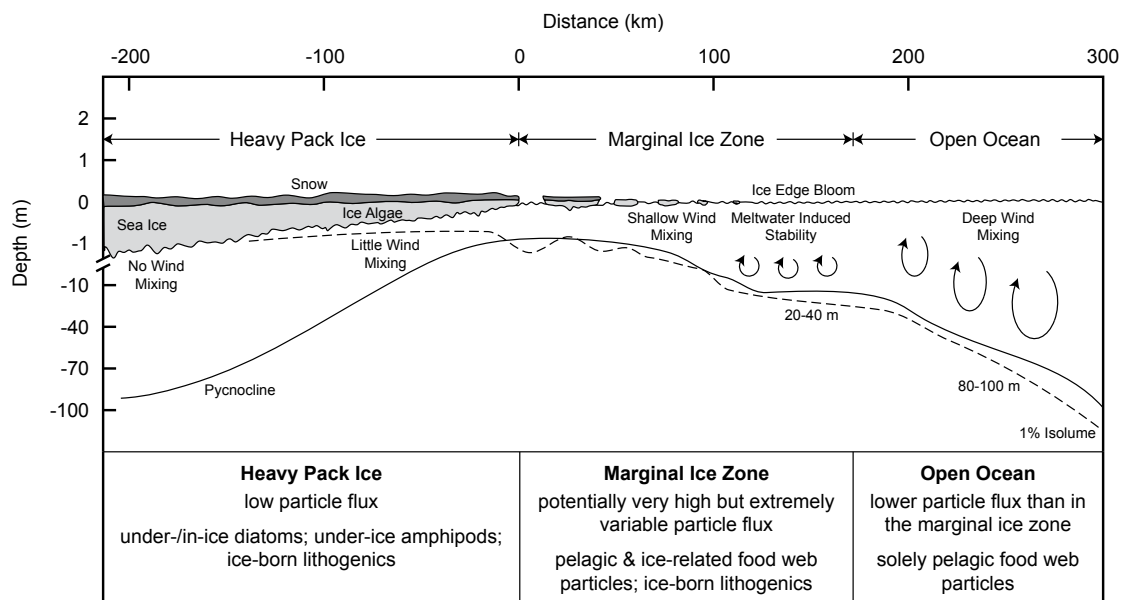 Distance (km)
-200 -100 0 100 200 300
Depth (m)
2
1
0
-1
-10
-40
-70
-100
Heavy Pack Ice
Marginal Ice Zone
Open Ocean
Snow
Sea Ice
Ice Algae
No Wind
Mixing
Little Wind
Mixing
Pycnocline
Ice Edge Bloom
Shallow Wind
Mixing
Meltwater Induced
Stability
Deep Wind
Mixing
20-40 m
80-100 m
1% Isolume
Heavy Pack Ice
low particle flux
under-/in-ice diatoms; under-ice amphipods;
ice-born lithogenics
Marginal Ice Zone
potentially very high but extremely
variable particle flux
pelagic & ice-related food web
particles; ice-born lithogenics
Open Ocean
lower particle flux than in
the marginal ice zone
solely pelagic food web
particles